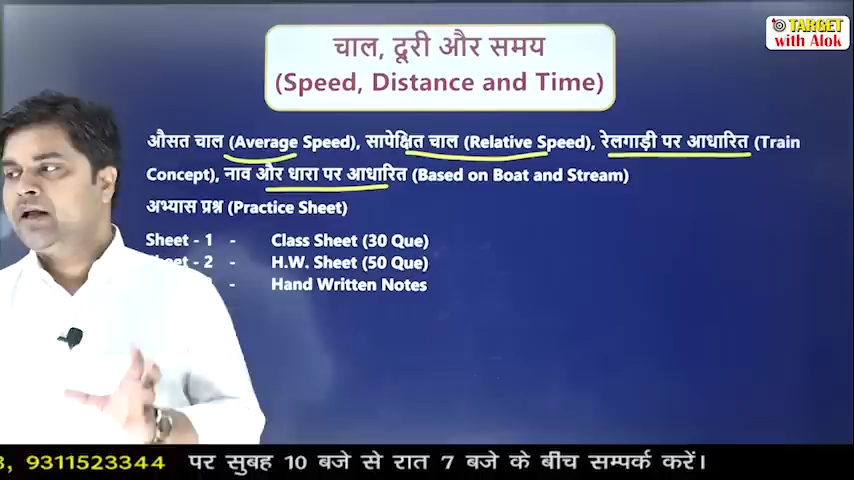 TARGET
with Alok
चाल, दूरी और समय
(Speed, Distance and Time)
औसत चाल (Average Speed), सापेक्षित चाल (Relative Speed), रेलगाड़ी पर आधारित (Train
Concept), नाव और धारा पर आधारित (Based on Boat and Stream)
अभ्यास प्रश्न (Practice Sheet)
Sheet - 1 - Class Sheet (30 Que)
Sheet - 2 - H.W. Sheet (50 Que)
- Hand Written Notes
9311523344 पर सुबह 10 बजे से रात 7 बजे के बीच सम्पर्क करें।